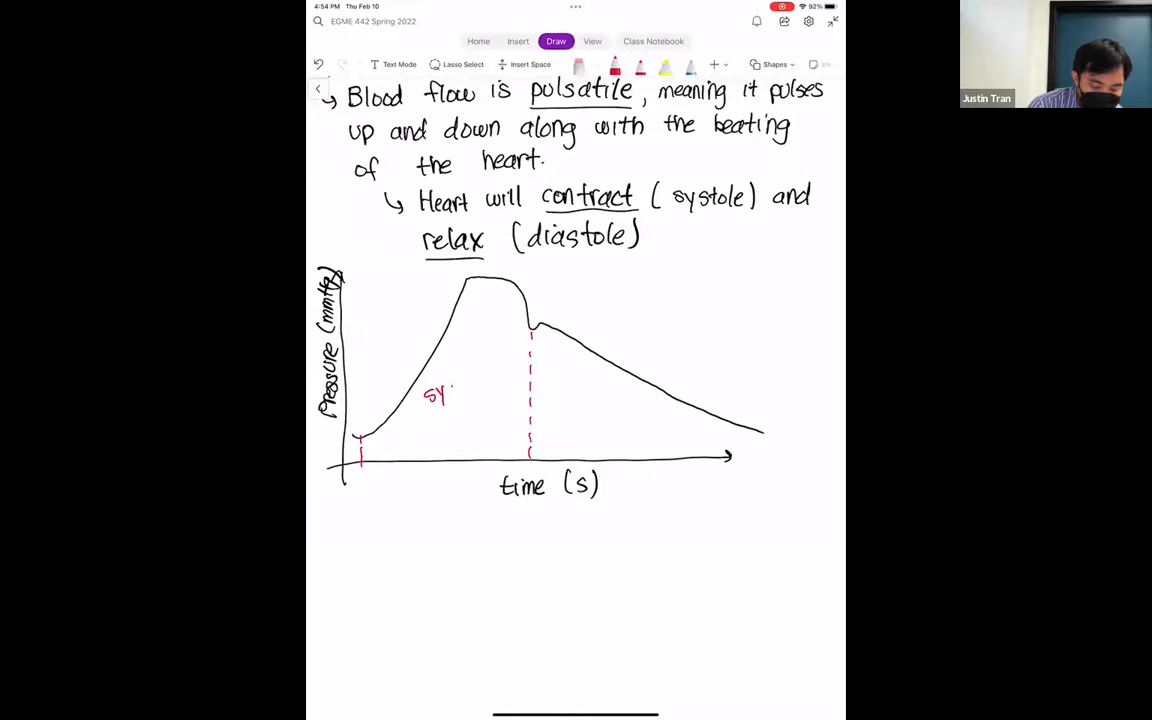 4:54 PM Thu Feb 10
92%
EGME 442 Spring 2022
Home Insert Draw View Class Notebook
Text Mode Lasso Select Insert Space Shapes
Justin Tran
↳ Blood flow is pulsatile, meaning it pulses
up and down along with the beating
of the heart.
↳ Heart will contract (systole) and
relax (diastole)
Pressure (mmHg)
sy
time (s)